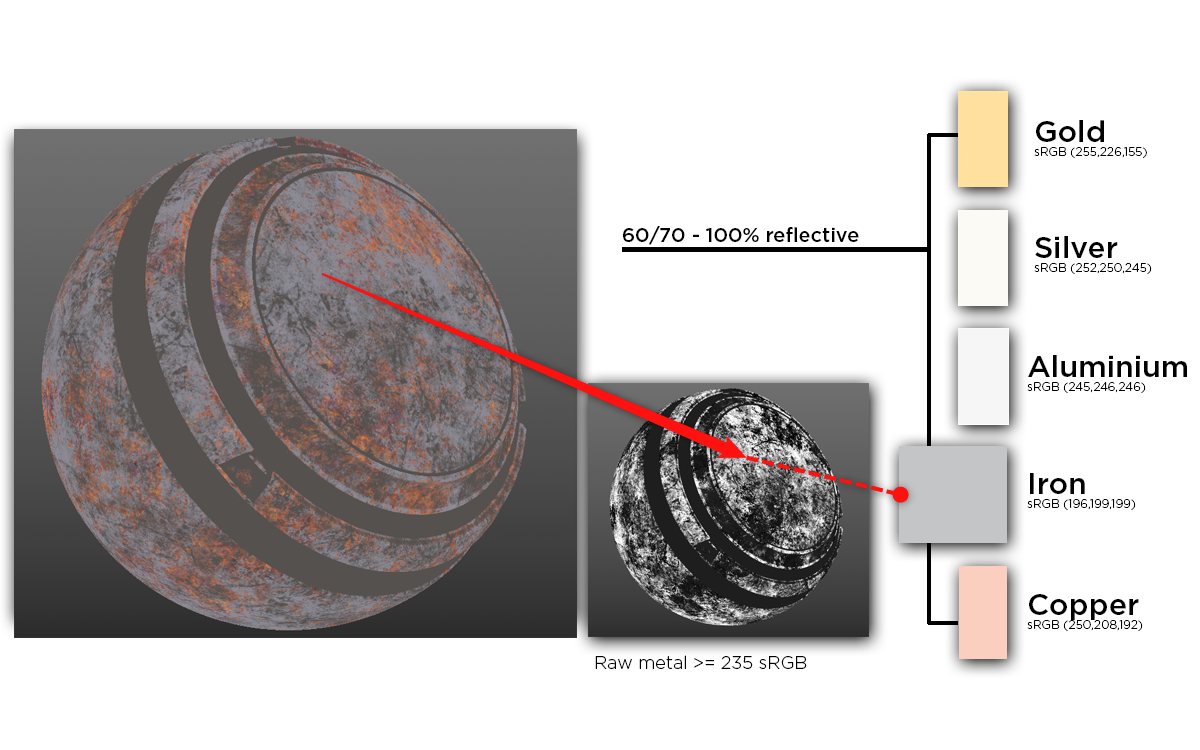 Gold
sRGB (255,226,155)
60/70 - 100% reflective
Silver
sRGB (252,250,245)
Aluminium
sRGB (245,246,246)
Iron
sRGB (196,199,199)
Copper
sRGB (250,208,192)
Raw metal >= 235 sRGB